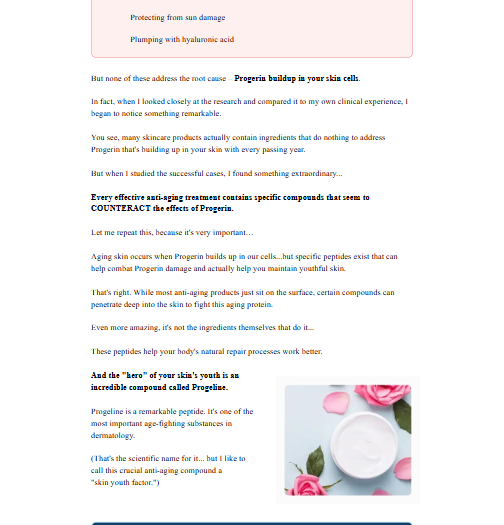 Protecting from sun damage
Plumping with hyaluronic acid
But none of these address the root cause – Progerin buildup in your skin cells.
In fact, when I looked closely at the research and compared it to my own clinical experience, I
began to notice something remarkable.
You see, many skincare products actually contain ingredients that do nothing to address
Progerin that's building up in your skin with every passing year.
But when I studied the successful cases, I found something extraordinary...
Every effective anti-aging treatment contains specific compounds that seem to
COUNTERACT the effects of Progerin.
Let me repeat this, because it's very important…
Aging skin occurs when Progerin builds up in our cells...but specific peptides exist that can
help combat Progerin damage and actually help you maintain youthful skin.
That's right. While most anti-aging products just sit on the surface, certain compounds can
penetrate deep into the skin to fight this aging protein.
Even more amazing, it's not the ingredients themselves that do it...
These peptides help your body's natural repair processes work better.
And the "hero" of your skin's youth is an
incredible compound called Progeline.
Progeline is a remarkable peptide. It's one of the
most important age-fighting substances in
dermatology.
(That's the scientific name for it... but I like to
call this crucial anti-aging compound a
"skin youth factor.")